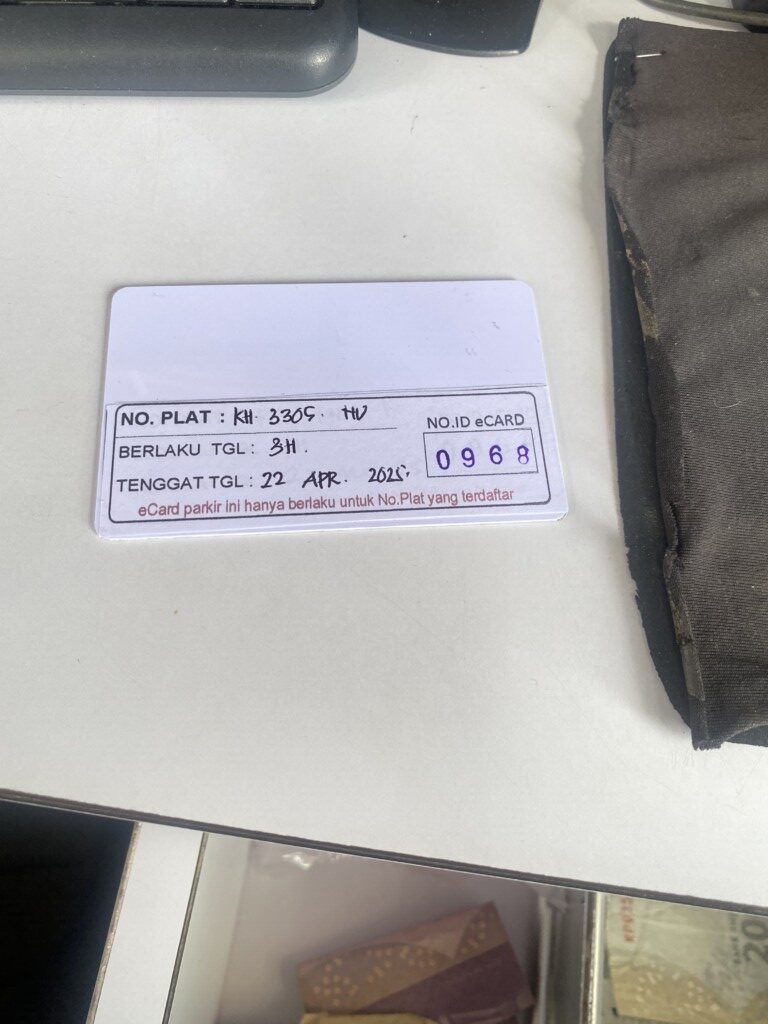 NO. PLAT : KH 3305 HV
BERLAKU TGL : 3H.
TENGGAT TGL : 22 APR. 2025
NO.ID eCARD
0968
eCard parkir ini hanya berlaku untuk No.Plat yang terdaftar
20